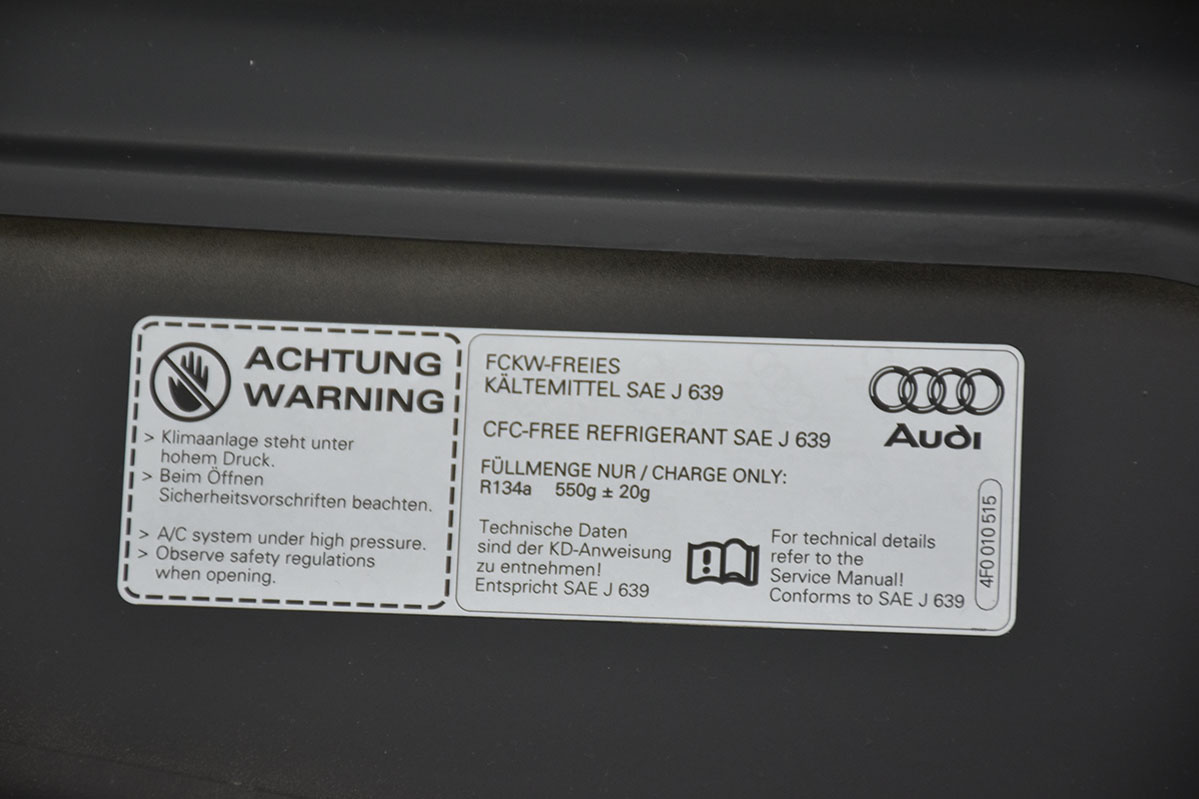 ACHTUNG
WARNING
> Klimaanlage steht unter
hohem Druck.
> Beim Öffnen
Sicherheitsvorschriften beachten.
> A/C system under high pressure.
> Observe safety regulations
when opening.
FCKW-FREIES
KÄLTEMITTEL SAE J 639
CFC-FREE REFRIGERANT SAE J 639
FÜLLMENGE NUR / CHARGE ONLY:
R134a 550g ± 20g
Technische Daten
sind der KD-Anweisung
zu entnehmen!
Entspricht SAE J 639
For technical details
refer to the
Service Manual!
Conforms to SAE J 639
Audi
4F0 010 515